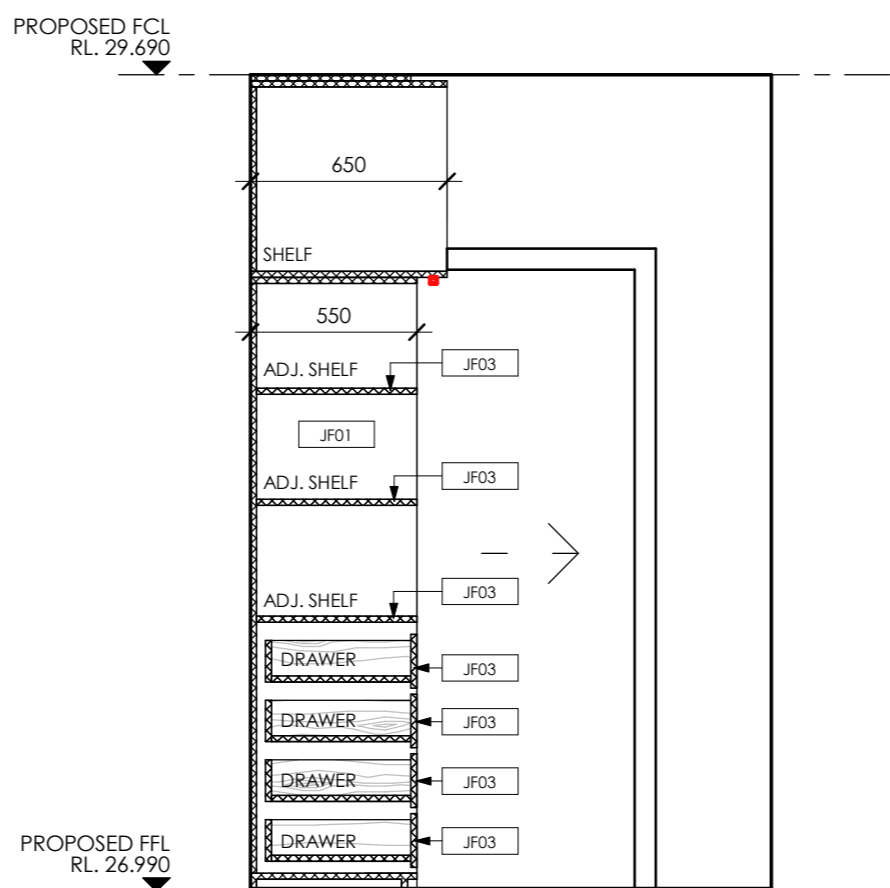 PROPOSED FCL
RL. 29.690
650
SHELF
550
ADJ. SHELF
JF03
JF01
ADJ. SHELF
JF03
ADJ. SHELF
JF03
DRAWER
JF03
DRAWER
JF03
DRAWER
JF03
DRAWER
JF03
PROPOSED FFL
RL. 26.990